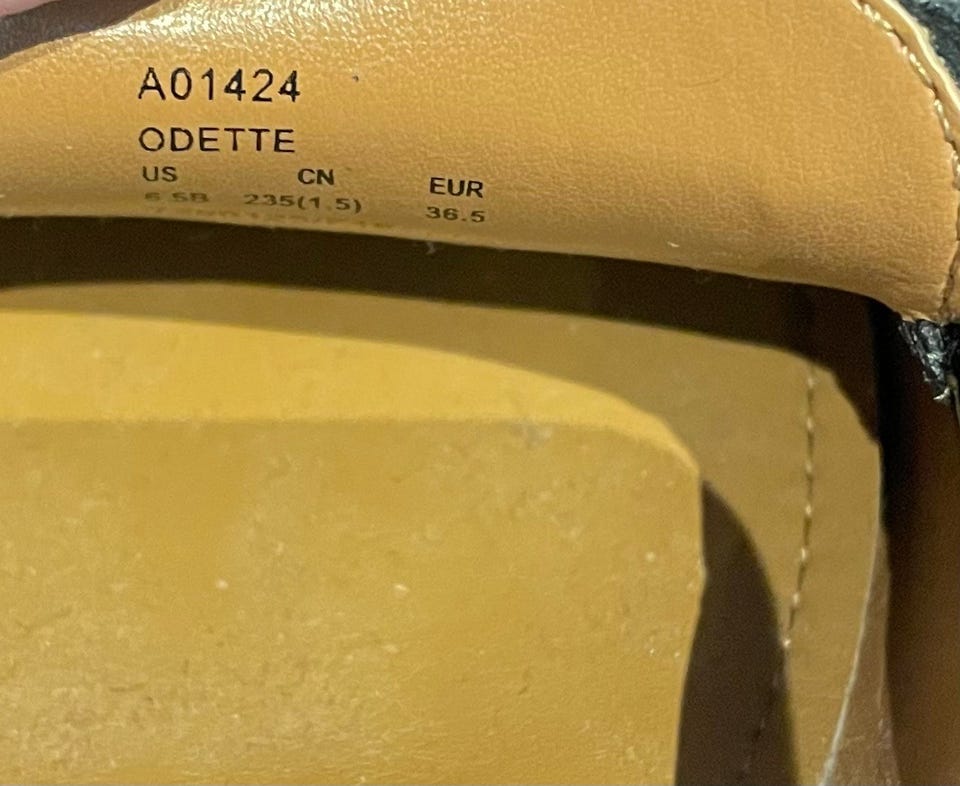 A01424
ODETTE
US CN EUR
6.5B 235(1.5) 36.5